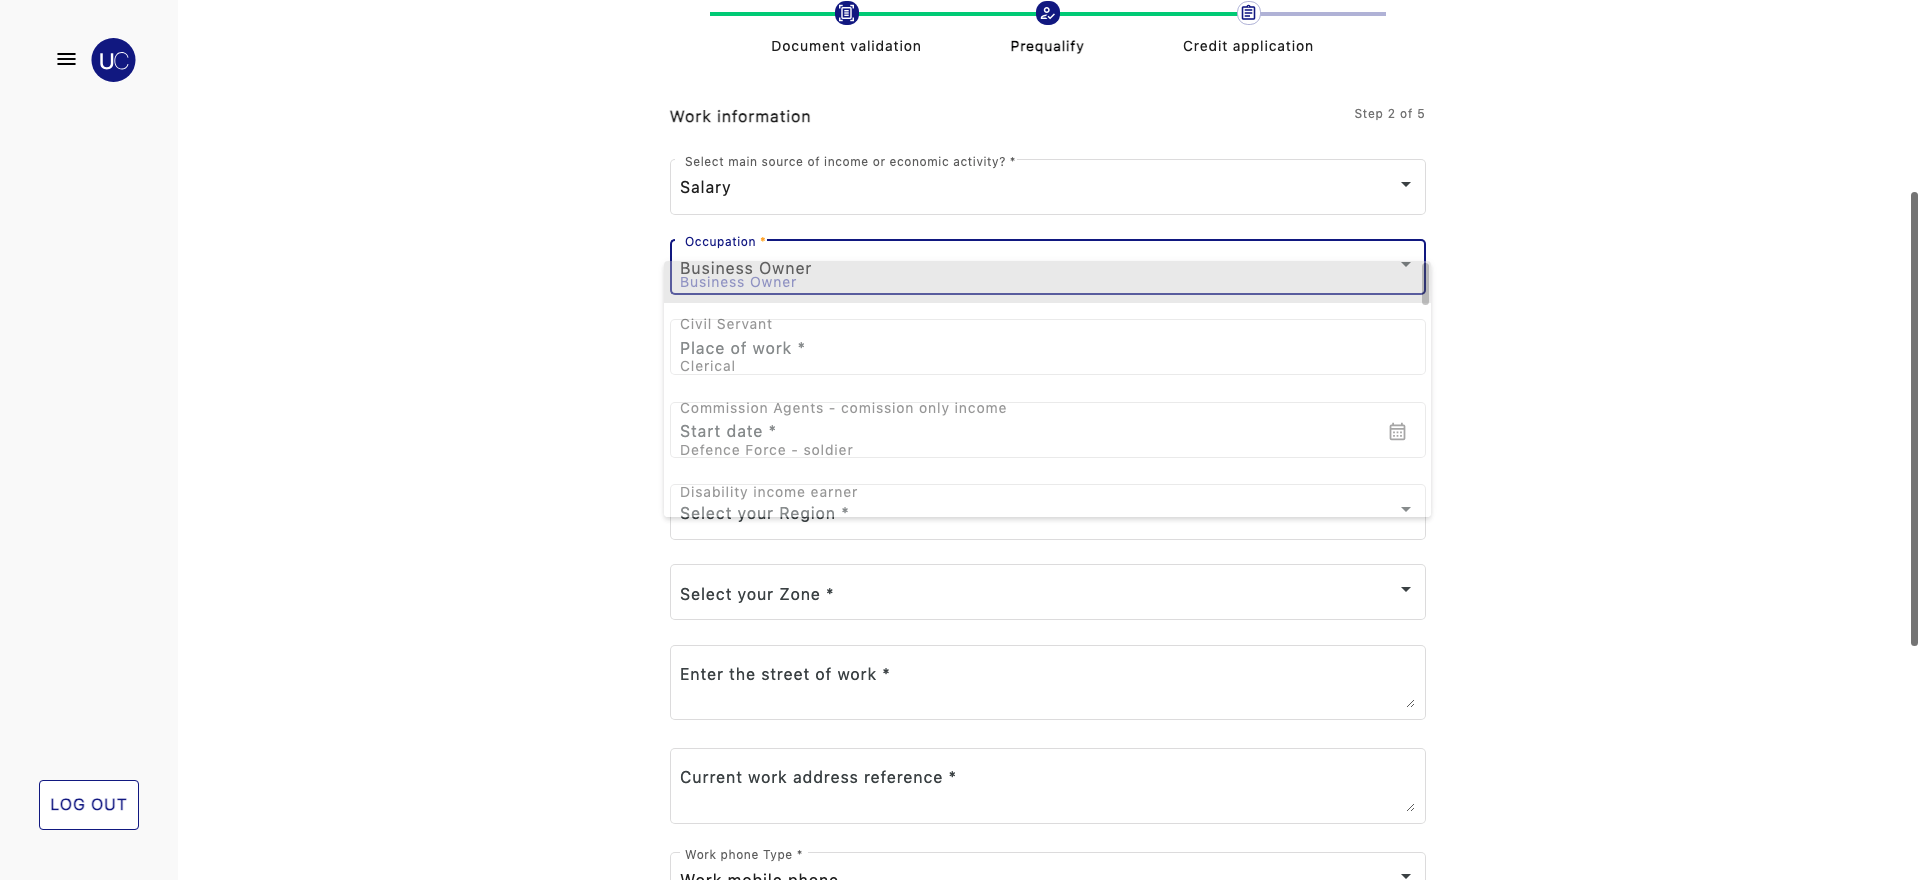 UC
Document validation
Prequalify
Credit application
Work information
Step 2 of 5
Select main source of income or economic activity? *
Salary
Occupation *
Business Owner
Business Owner
Civil Servant
Place of work *
Clerical
Commission Agents - comission only income
Start date *
Defence Force - soldier
Disability income earner
Select your Region *
Select your Zone *
Enter the street of work *
Current work address reference *
LOG OUT
Work phone Type *
Work mobile phone